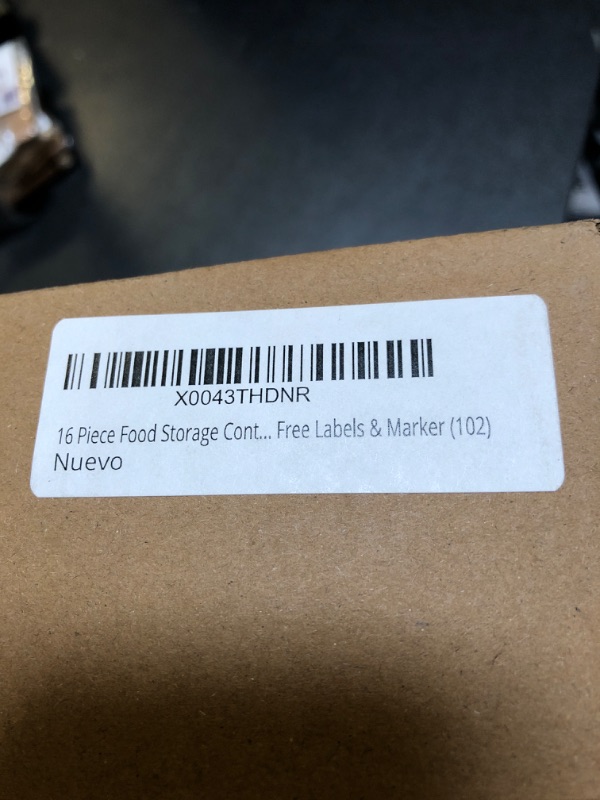 X0043THDNR
16 Piece Food Storage Cont... Free Labels & Marker (102)
Nuevo